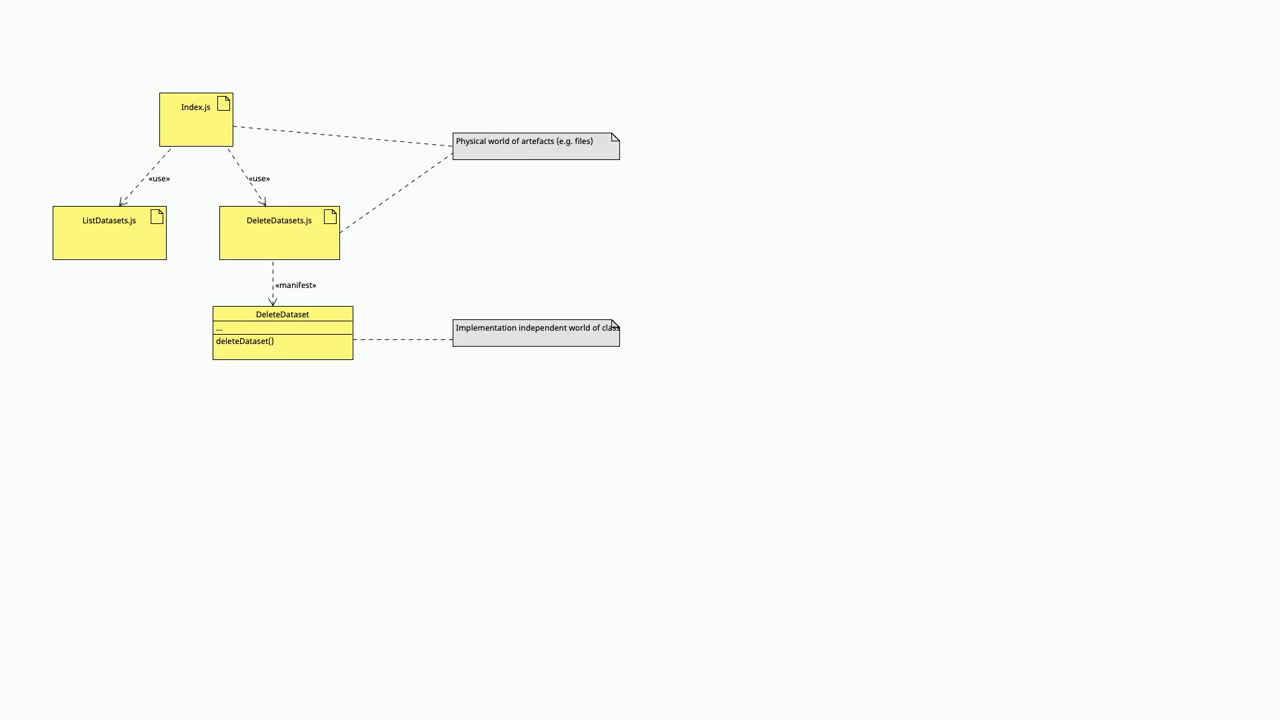 Index.js
Physical world of artefacts (e.g. files)
«use»
«use»
ListDatasets.js
DeleteDatasets.js
«manifest»
DeleteDataset
...
deleteDataset()
Implementation independent world of clas